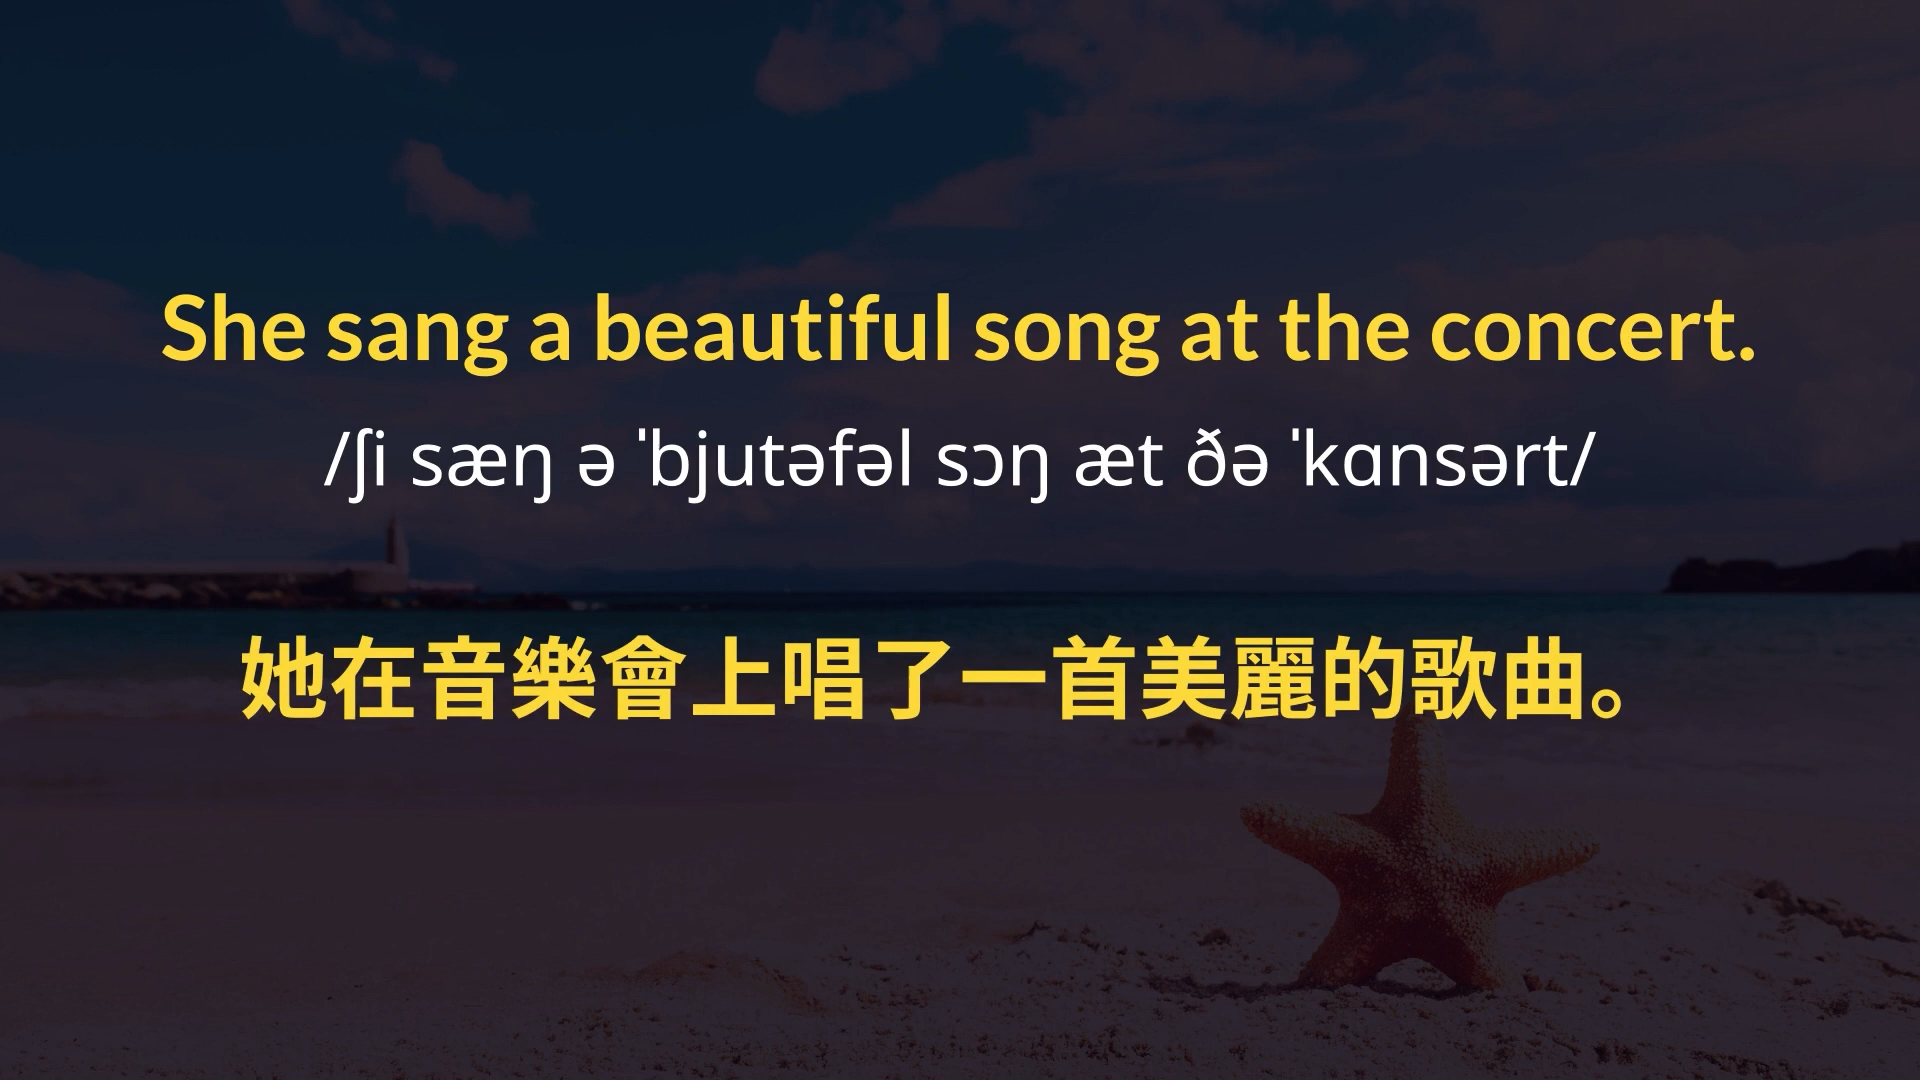 She sang a beautiful song at the concert.
/ʃi sæŋ ə ˈbjutəfəl sɔŋ æt ðə ˈkɑnsərt/
她在音樂會上唱了一首美麗的歌曲。